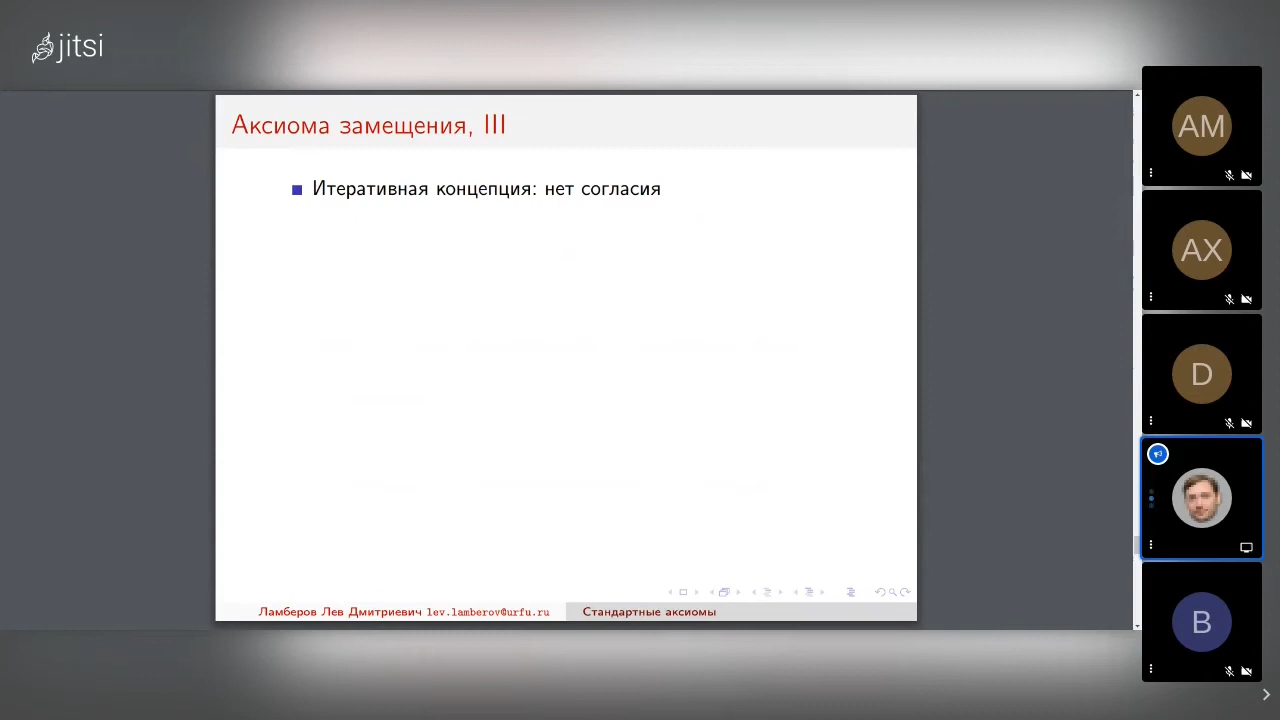 jitsi
Аксиома замещения, III
Итеративная концепция: нет согласия
Ламберов Лев Дмитриевич lev.lamberov@urfu.ru
Стандартные аксиомы
AM
AX
D
B